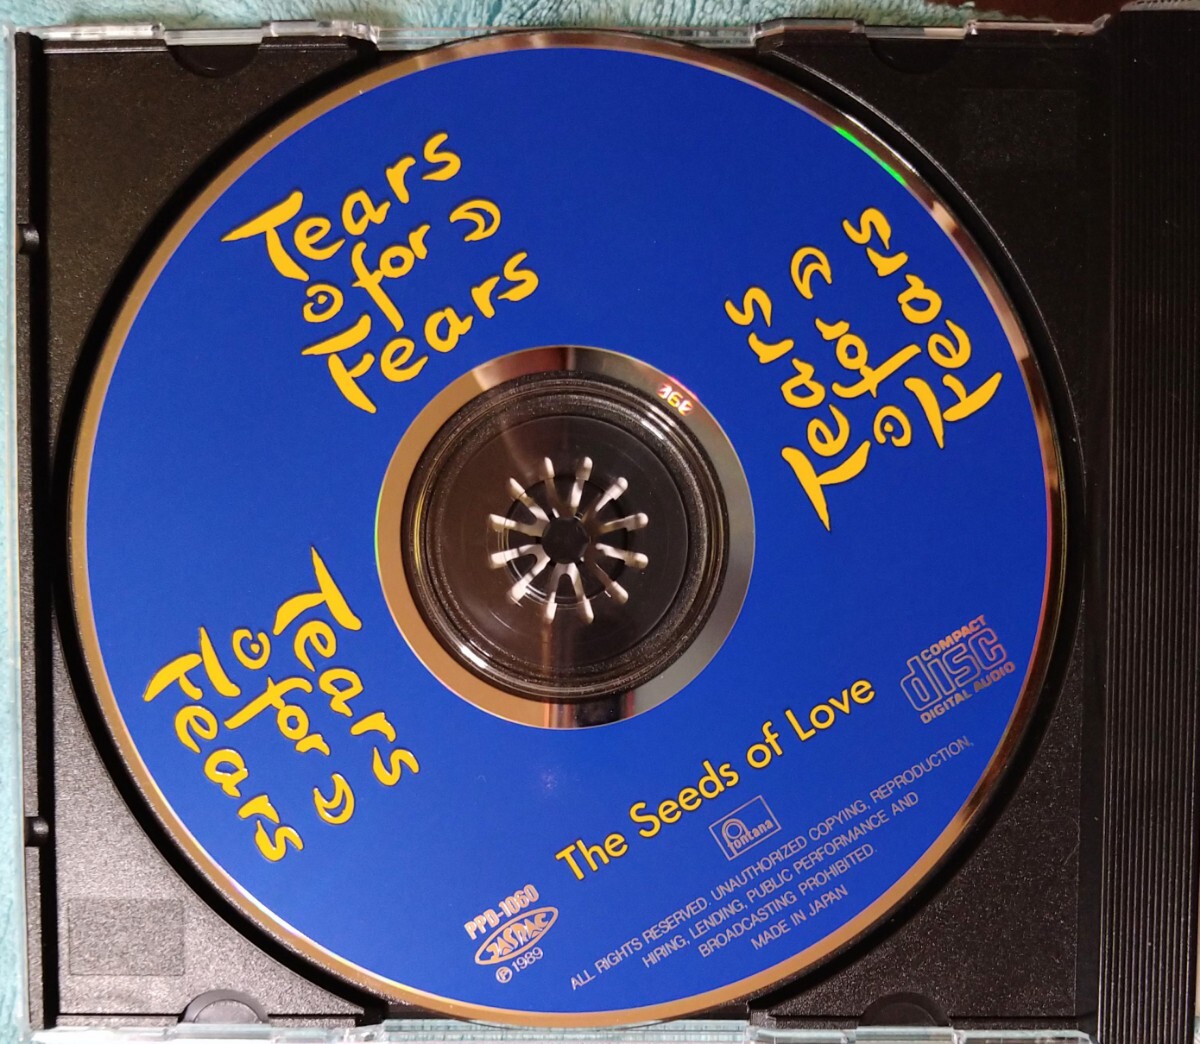 Tears
for
Fears
Tears
for
Fears
Tears
for
Fears
COMPACT
disc
DIGITAL AUDIO
The Seeds of Love
fontana
PPD-1060
JASRAC
Ⓟ1989
ALL RIGHTS RESERVED. UNAUTHORIZED COPYING, REPRODUCTION,
HIRING, LENDING, PUBLIC PERFORMANCE AND
BROADCASTING PROHIBITED.
MADE IN JAPAN